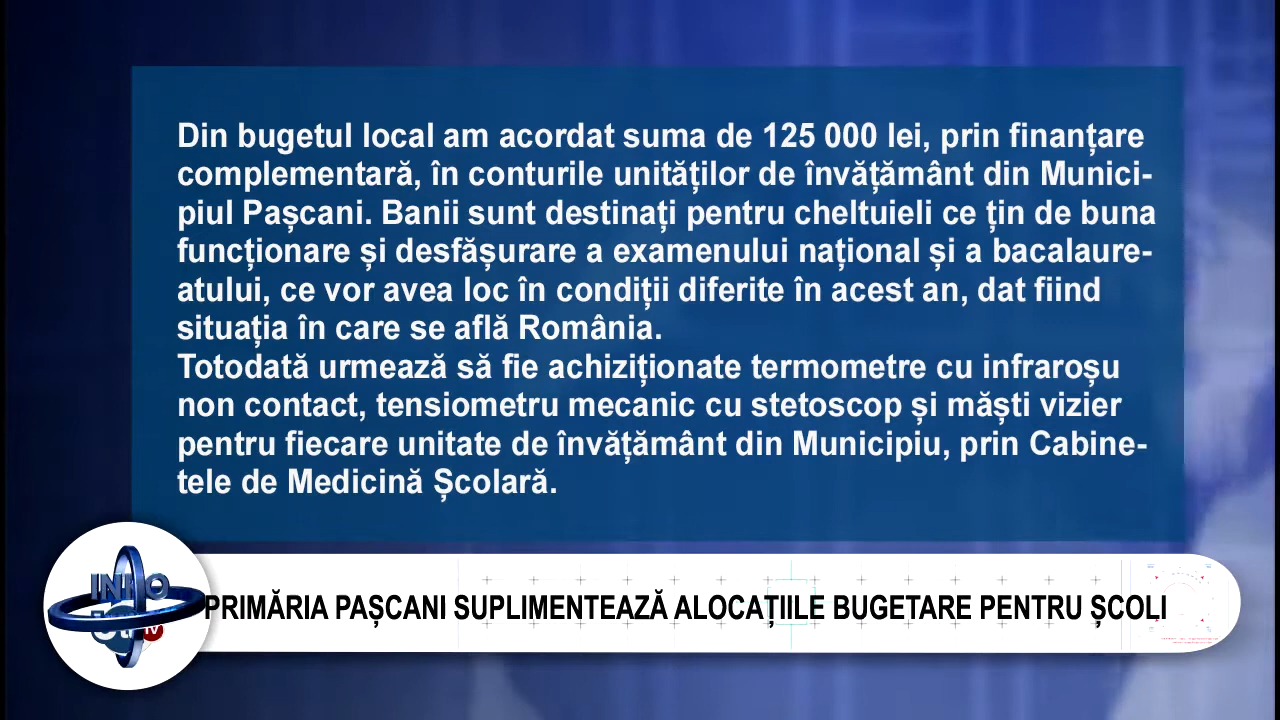 Din bugetul local am acordat suma de 125 000 lei, prin finanțare
complementară, în conturile unităților de învățământ din Munici-
piul Pașcani. Banii sunt destinați pentru cheltuieli ce țin de buna
funcționare și desfășurare a examenului național și a bacalaure-
atului, ce vor avea loc în condiții diferite în acest an, dat fiind
situația în care se află România.
Totodată urmează să fie achiziționate termometre cu infraroșu
non contact, tensiometru mecanic cu stetoscop și măști vizier
pentru fiecare unitate de învățământ din Municipiu, prin Cabine-
tele de Medicină Școlară.
PRIMĂRIA PAȘCANI SUPLIMENTEAZĂ ALOCAȚIILE BUGETARE PENTRU ȘCOLI